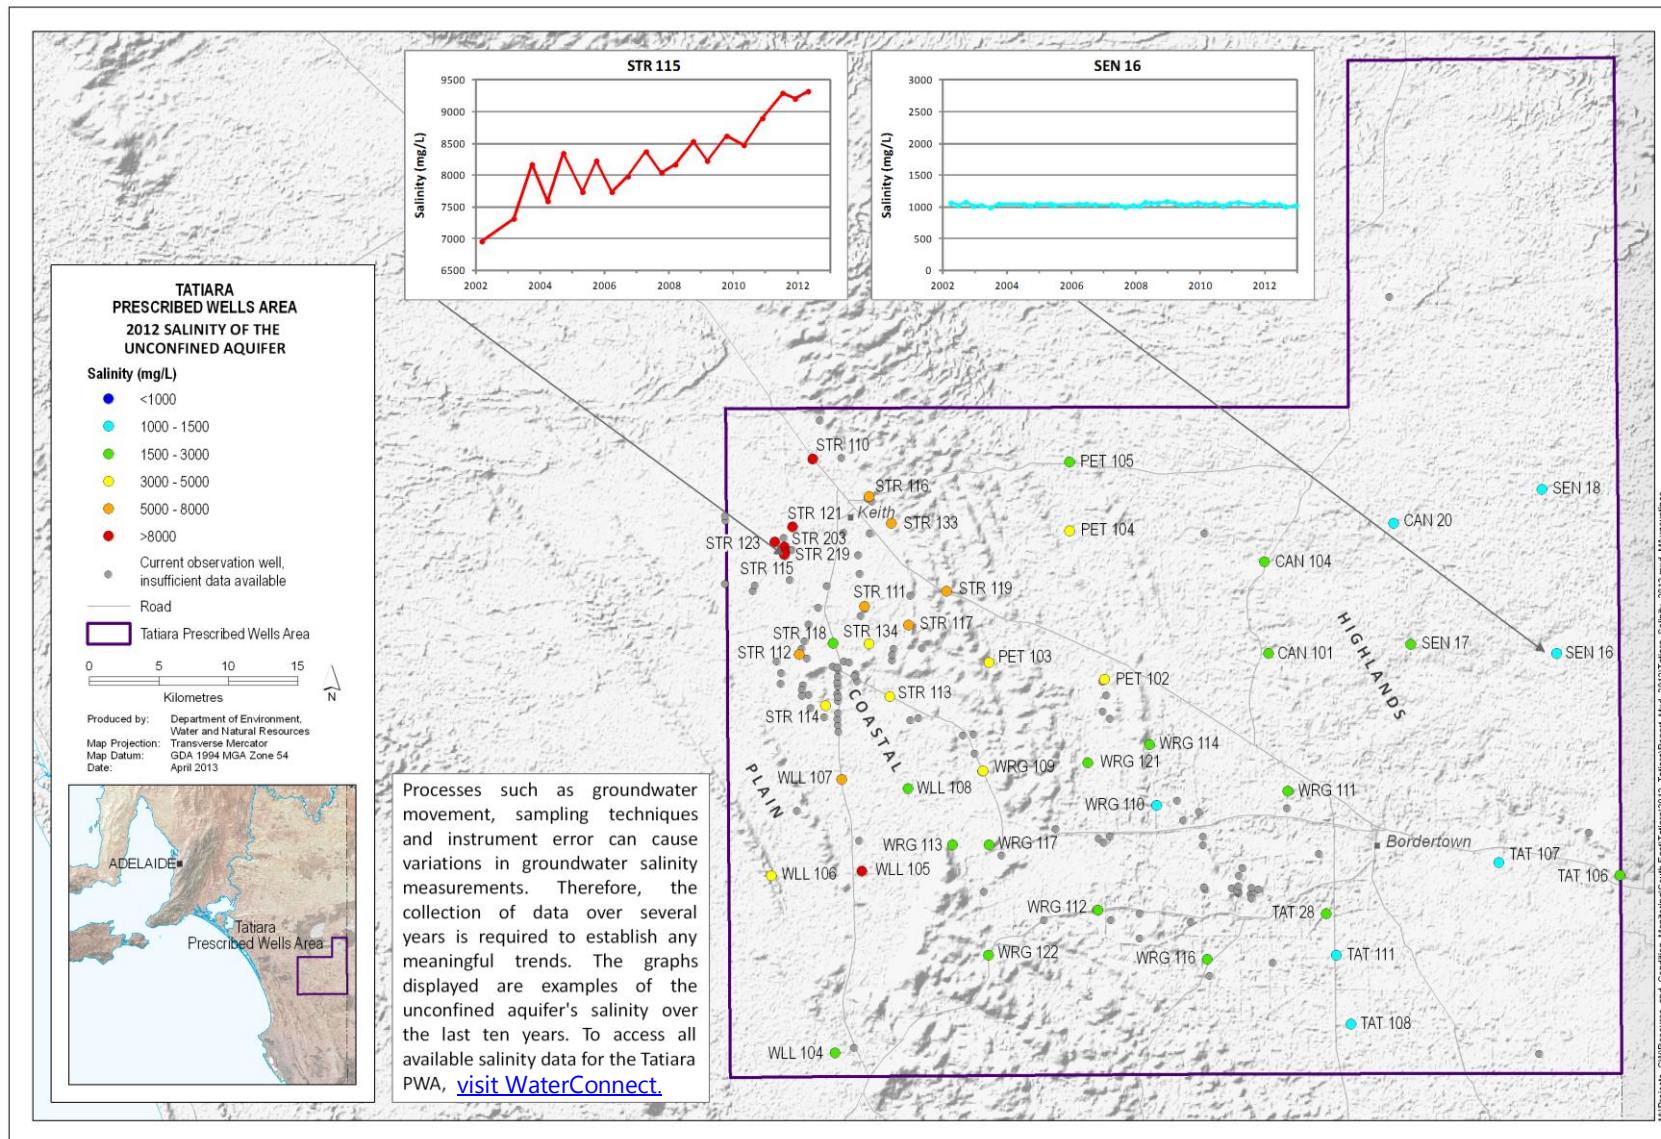 STR 115
Salinity (mg/L)
9500
9000
8500
8000
7500
7000
6500
2002
2004
2006
2008
2010
2012
SEN 16
Salinity (mg/L)
3000
2500
2000
1500
1000
500
0
2002
2004
2006
2008
2010
2012
TATIARA
PRESCRIBED WELLS AREA
2012 SALINITY OF THE
UNCONFINED AQUIFER
Salinity (mg/L)
<1000
1000 - 1500
1500 - 3000
3000 - 5000
5000 - 8000
>8000
Current observation well,
insufficient data available
Road
Tatiara Prescribed Wells Area
0 5 10 15
Kilometres
N
Produced by: Department of Environment,
Water and Natural Resources
Map Projection: Transverse Mercator
Map Datum: GDA 1994 MGA Zone 54
Date: April 2013
ADELAIDE
Tatiara
Prescribed Wells Area
Processes such as groundwater
movement, sampling techniques
and instrument error can cause
variations in groundwater salinity
measurements. Therefore, the
collection of data over several
years is required to establish any
meaningful trends. The graphs
displayed are examples of the
unconfined aquifer's salinity over
the last ten years. To access all
available salinity data for the Tatiara
PWA, visit WaterConnect.
STR 110
PET 105
STR 116
SEN 18
STR 121
Keith
STR 133
CAN 20
PET 104
STR 123
STR 203
STR 219
STR 115
CAN 104
STR 119
STR 111
STR 117
STR 118
STR 134
STR 112
PET 103
CAN 101
SEN 17
SEN 16
PET 102
HIGHLANDS
STR 113
STR 114
COASTAL
PLAIN
WRG 114
WRG 121
WRG 109
WLL 107
WLL 108
WRG 110
WRG 111
WRG 113
WRG 117
Bordertown
TAT 107
WLL 106
WLL 105
TAT 106
WRG 112
TAT 28
WRG 122
WRG 116
TAT 111
TAT 108
WLL 104